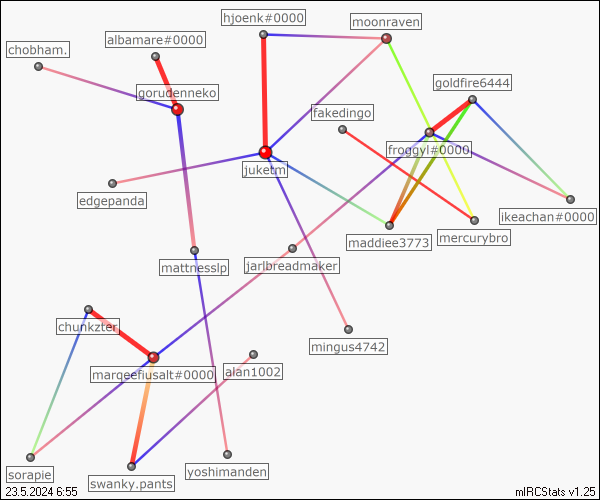 hjoenk#0000
moonraven
albamare#0000
chobham.
goldfire6444
gorudenneko
fakedingo
froggyl#0000
juketm
edgepanda
ikeachan#0000
mercurybro
maddiee3773
mattnesslp
jarlbreadmaker
chunkzter
mingus4742
marqeefiusalt#0000
alan1002
sorapie
yoshimanden
swanky.pants
23.5.2024 6:55
mIRCStats v1.25